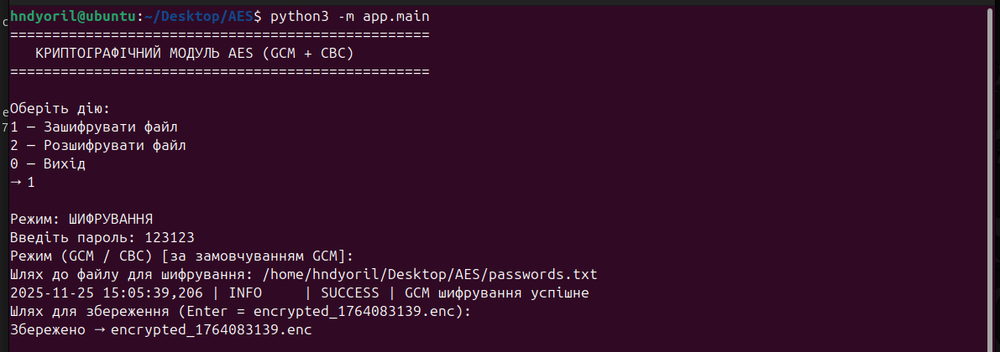 hndyoril@ubuntu:~/Desktop/AES$ python3 -m app.main
==================================================
КРИПТОГРАФІЧНИЙ МОДУЛЬ AES (GCM + CBC)
==================================================
Оберіть дію:
1 — Зашифрувати файл
2 — Розшифрувати файл
0 — Вихід
→ 1
Режим: ШИФРУВАННЯ
Введіть пароль: 123123
Режим (GCM / CBC) [за замовчуванням GCM]:
Шлях до файлу для шифрування: /home/hndyoril/Desktop/AES/passwords.txt
2025-11-25 15:05:39,206 | INFO     | SUCCESS | GCM шифрування успішне
Шлях для збереження (Enter = encrypted_1764083139.enc):
Збережено → encrypted_1764083139.enc